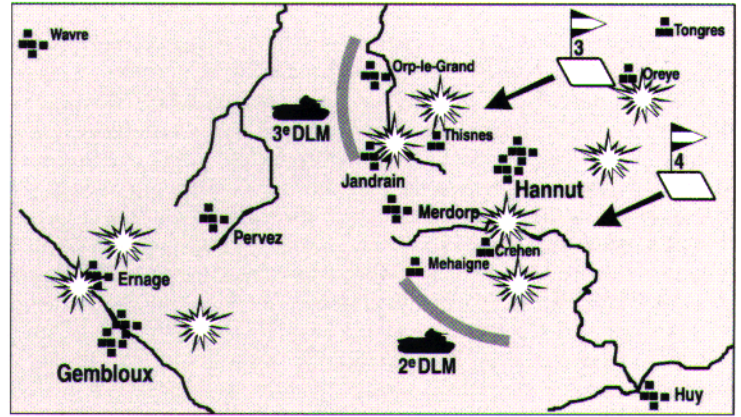 Wavre
3
Tongres
Orp-le-Grand
Oreye
3e DLM
Thisnes
4
Jandrain
Hannut
Merdorp
Pervez
Crehen
Mehaigne
Ernage
2e DLM
Gembloux
Huy